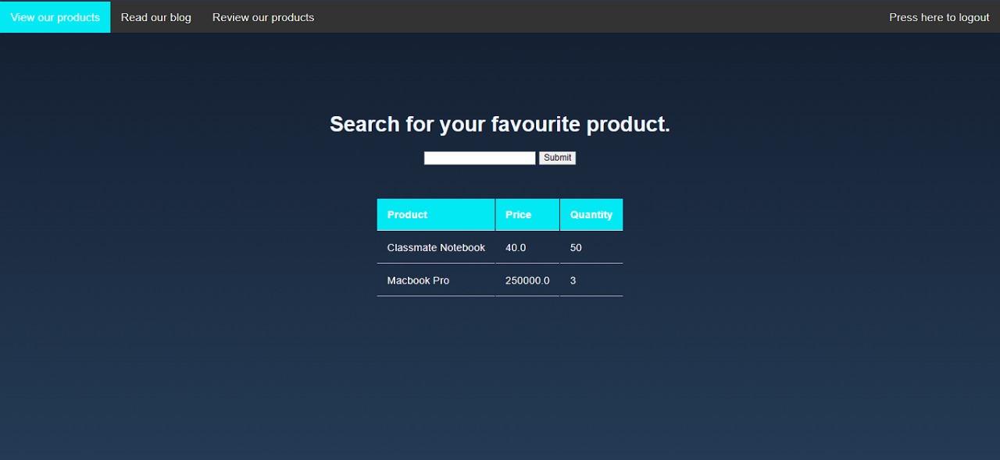 View our products Read our blog Review our products Press here to logout
Search for your favourite product.
Submit
Product Price Quantity
Classmate Notebook 40.0 50
Macbook Pro 250000.0 3